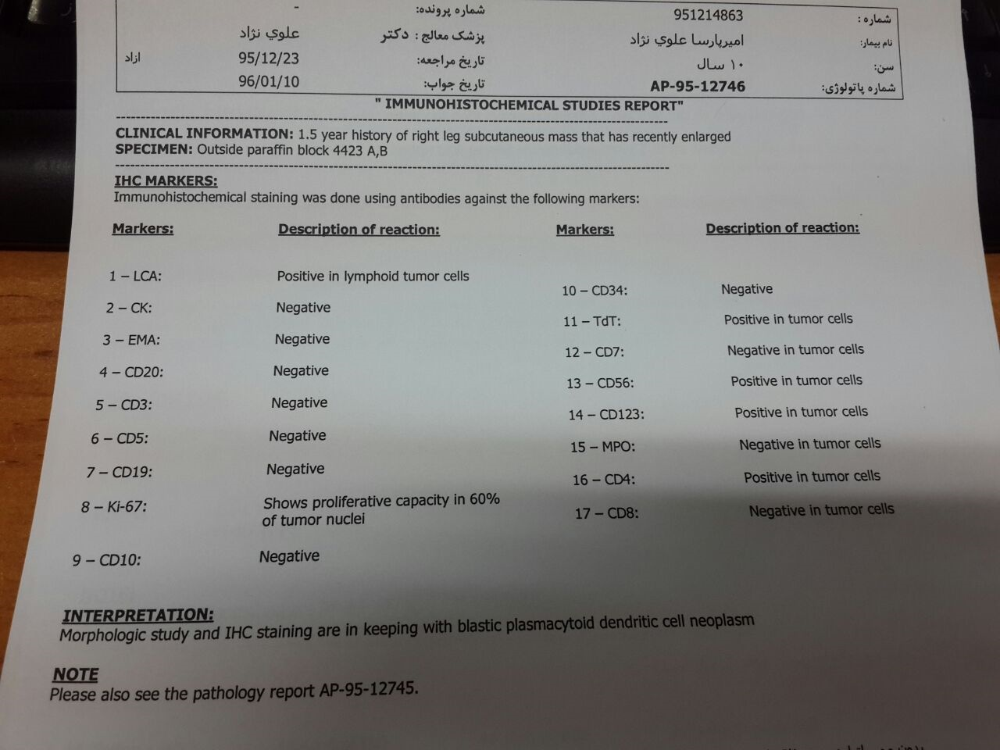 شماره: 951214863 شماره پرونده: -
نام بیمار: امیرپارسا علوي نژاد پزشک معالج: دکتر علوي نژاد
سن: ۱۰ سال تاریخ مراجعه: 95/12/23 ازاد
شماره پاتولوژی: AP-95-12746 تاریخ جواب: 96/01/10
" IMMUNOHISTOCHEMICAL STUDIES REPORT"
CLINICAL INFORMATION: 1.5 year history of right leg subcutaneous mass that has recently enlarged
SPECIMEN: Outside paraffin block 4423 A,B
IHC MARKERS:
Immunohistochemical staining was done using antibodies against the following markers:
Markers: Description of reaction:
1 – LCA: Positive in lymphoid tumor cells
2 – CK: Negative
3 – EMA: Negative
4 – CD20: Negative
5 – CD3: Negative
6 – CD5: Negative
7 – CD19: Negative
8 – Ki-67: Shows proliferative capacity in 60%
of tumor nuclei
9 – CD10: Negative
Markers: Description of reaction:
10 – CD34: Negative
11 – TdT: Positive in tumor cells
12 – CD7: Negative in tumor cells
13 – CD56: Positive in tumor cells
14 – CD123: Positive in tumor cells
15 – MPO: Negative in tumor cells
16 – CD4: Positive in tumor cells
17 – CD8: Negative in tumor cells
INTERPRETATION:
Morphologic study and IHC staining are in keeping with blastic plasmacytoid dendritic cell neoplasm
NOTE
Please also see the pathology report AP-95-12745.